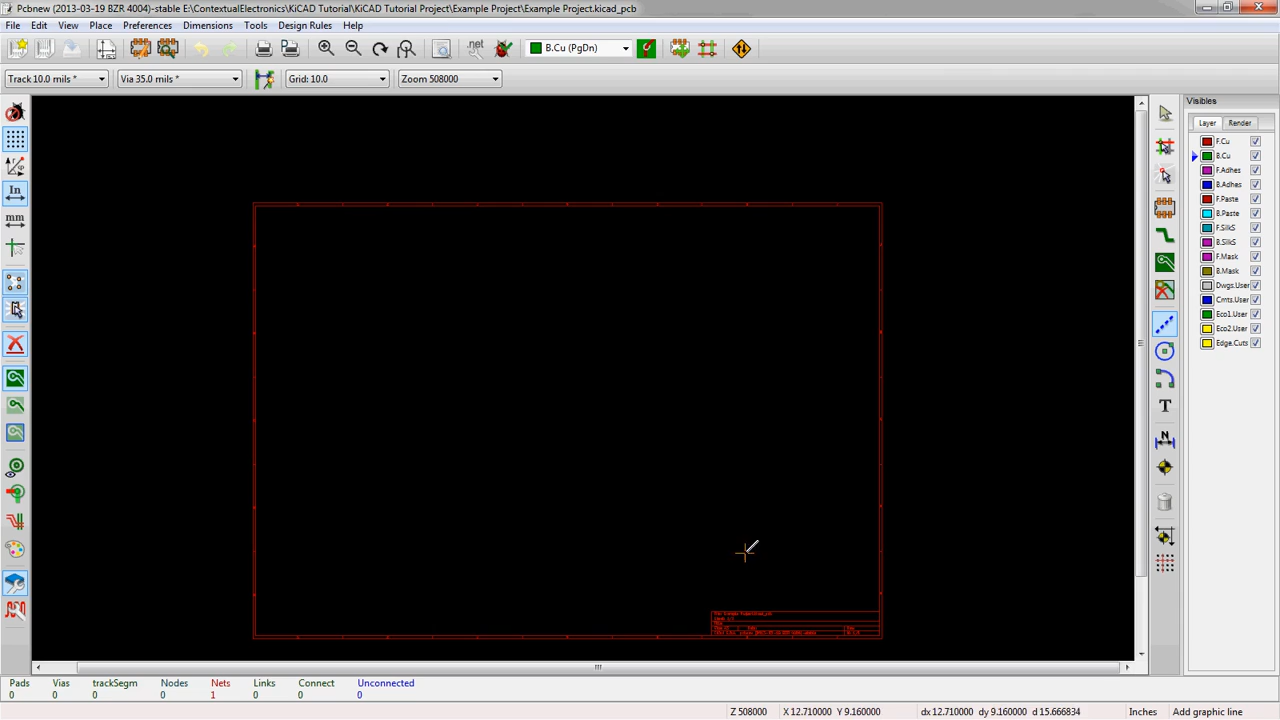 Pcbnew (2013-03-19 BZR 4004)-stable E:\ContextualElectronics\KiCAD Tutorial\KiCAD Tutorial Project\Example Project\Example Project.kicad_pcb
File Edit View Place Preferences Dimensions Tools Design Rules Help
.net B.Cu (PgDn)
Track 10.0 mils * Via 35.0 mils * Grid: 10.0 Zoom 508000
Visibles
Layer Render
F.Cu
B.Cu
F.Adhes
B.Adhes
F.Paste
B.Paste
F.SilkS
B.SilkS
F.Mask
B.Mask
Dwgs.User
Cmts.User
Eco1.User
Eco2.User
Edge.Cuts
In
mm
T
N
Pads Vias trackSegm Nodes Nets Links Connect Unconnected
0 0 0 0 1 0 0 0
Z 508000 X 12.710000 Y 9.160000 dx 12.710000 dy 9.160000 d 15.666834 Inches Add graphic line